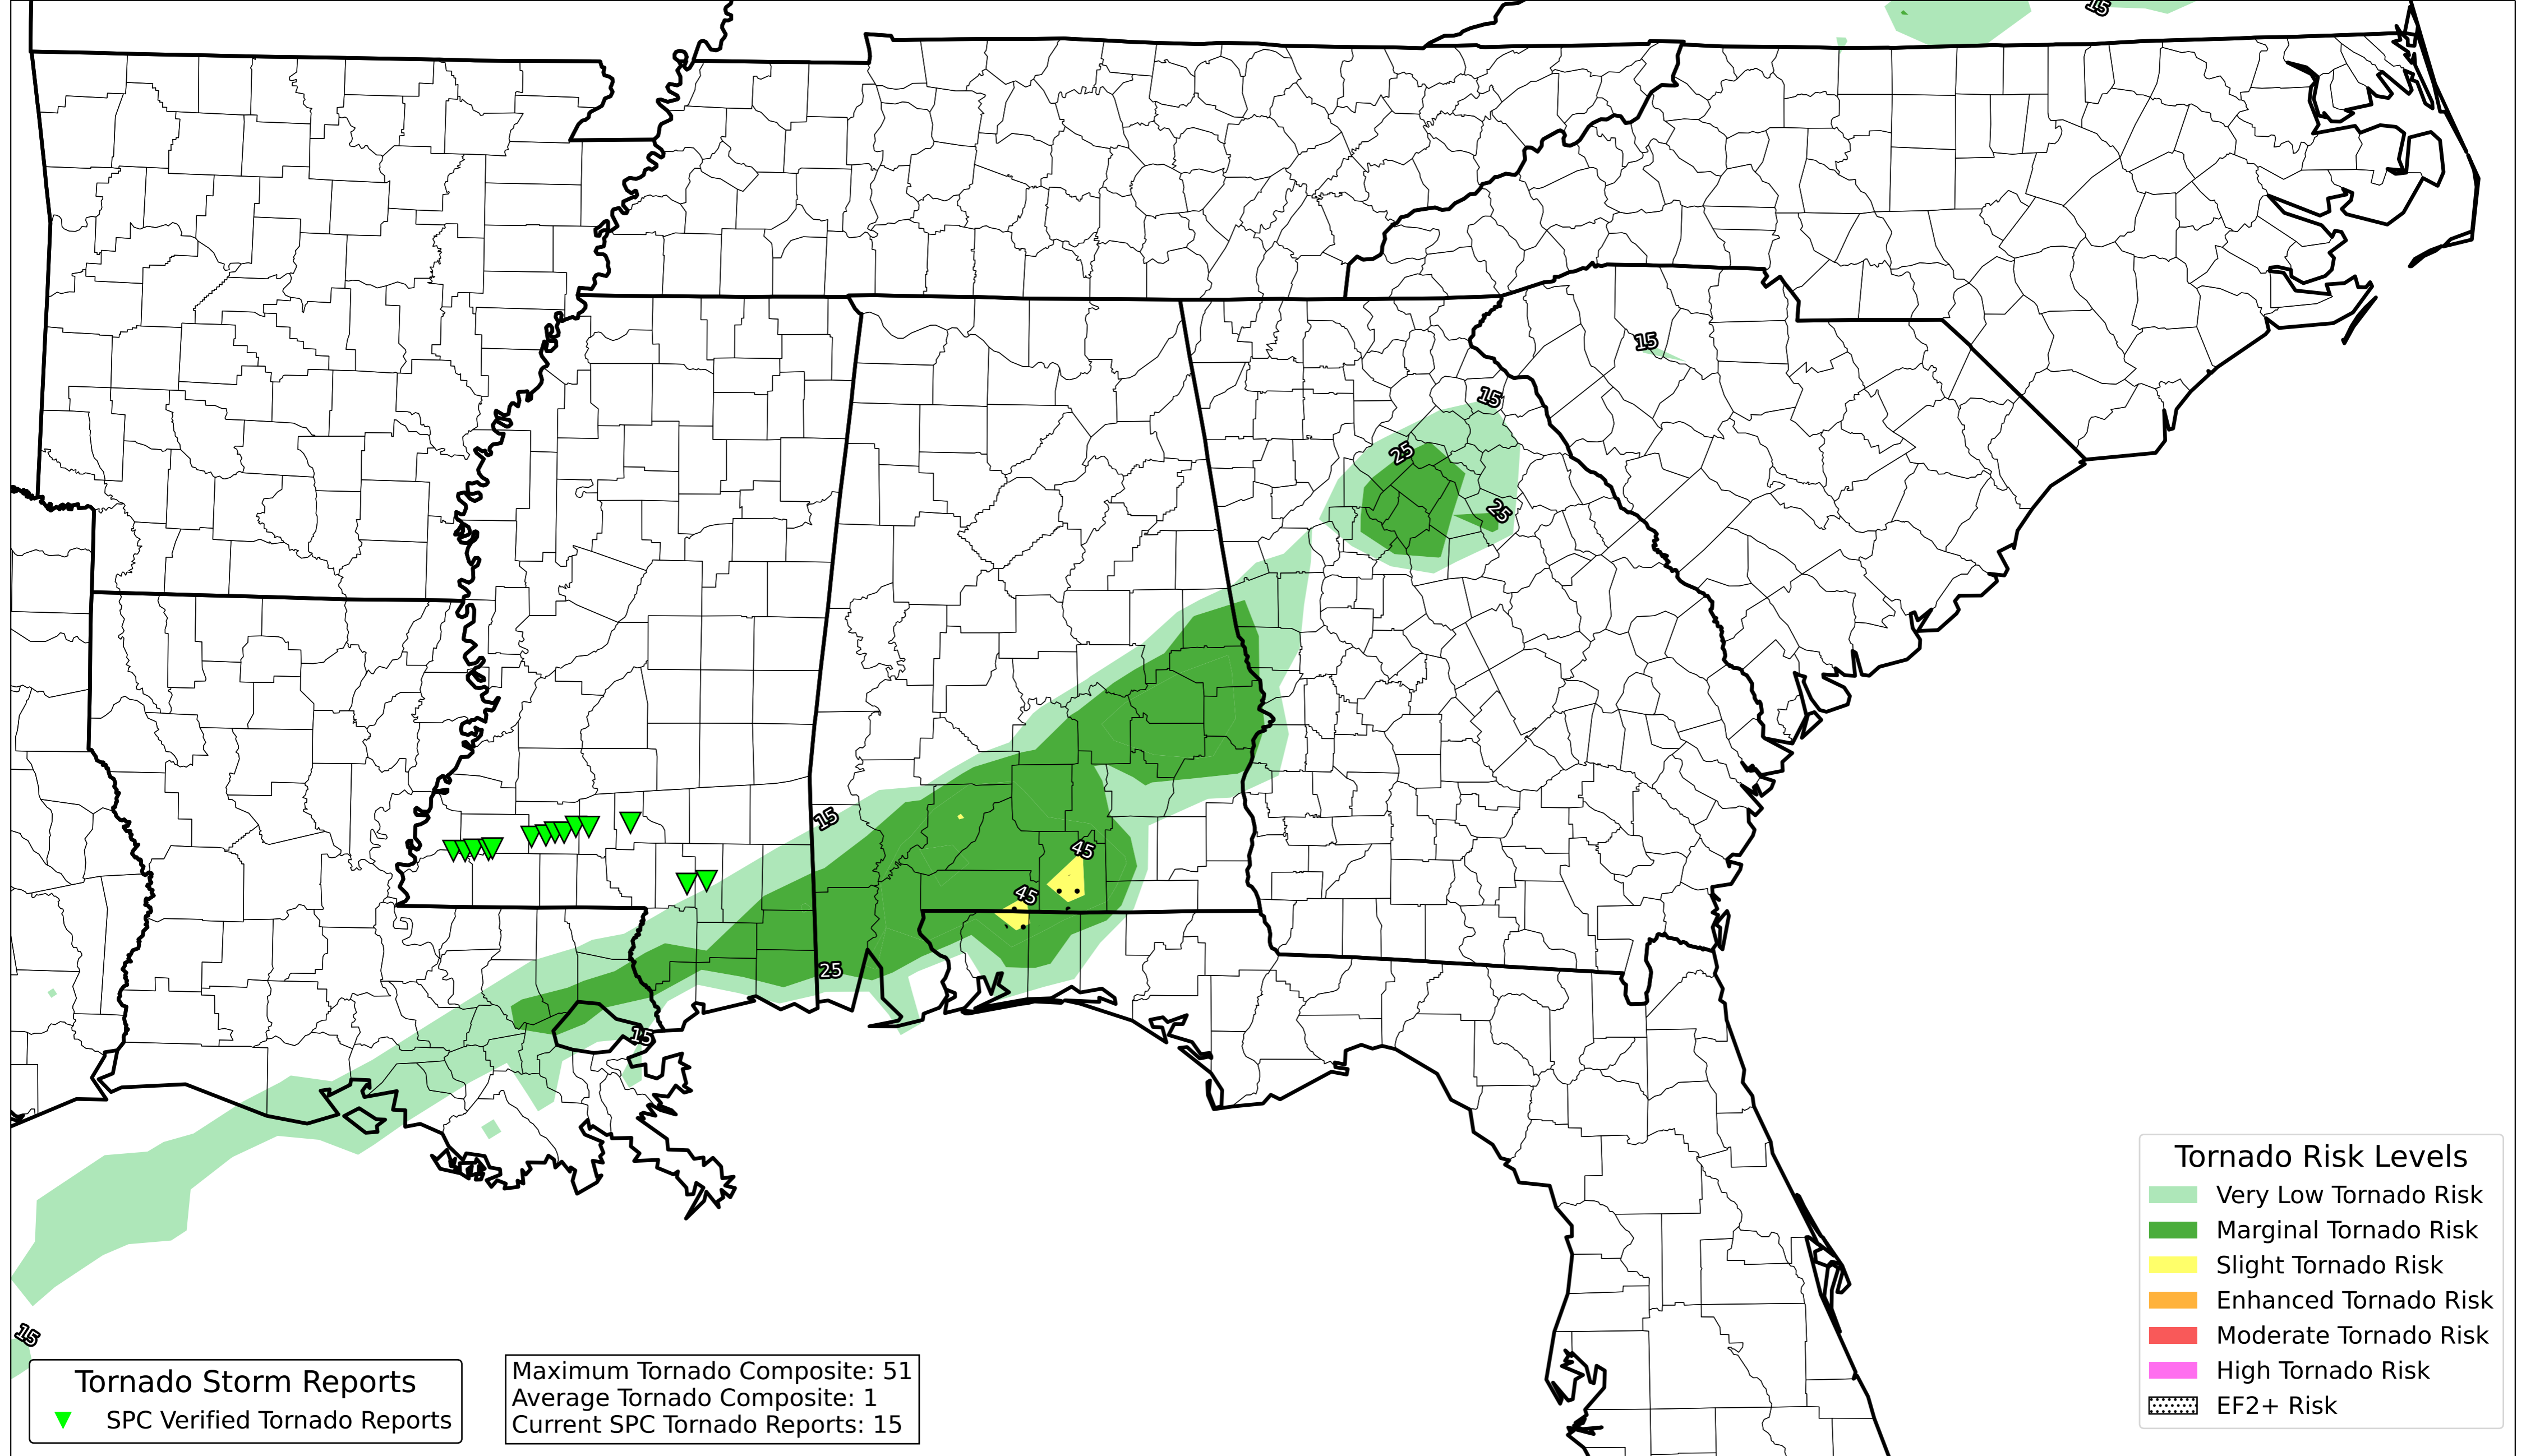 15
15
15
25
25
15
45
45
25
15
15
Tornado Storm Reports
SPC Verified Tornado Reports
Maximum Tornado Composite: 51
Average Tornado Composite: 1
Current SPC Tornado Reports: 15
Tornado Risk Levels
Very Low Tornado Risk
Marginal Tornado Risk
Slight Tornado Risk
Enhanced Tornado Risk
Moderate Tornado Risk
High Tornado Risk
EF2+ Risk